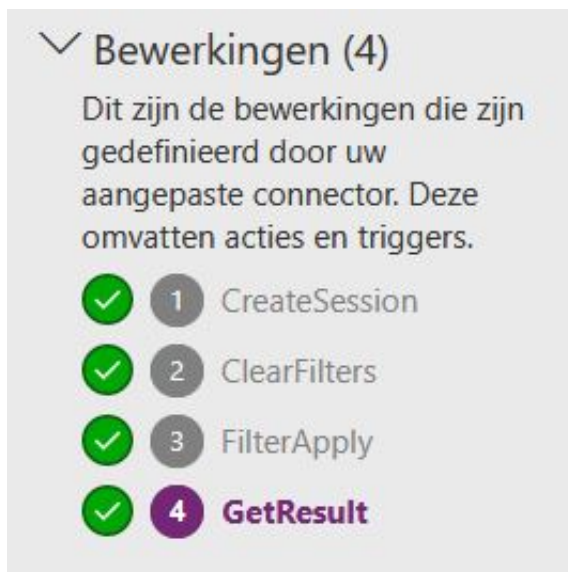 Bewerkingen (4)
Dit zijn de bewerkingen die zijn
gedefinieerd door uw
aangepaste connector. Deze
omvatten acties en triggers.
1 CreateSession
2 ClearFilters
3 FilterApply
4 GetResult